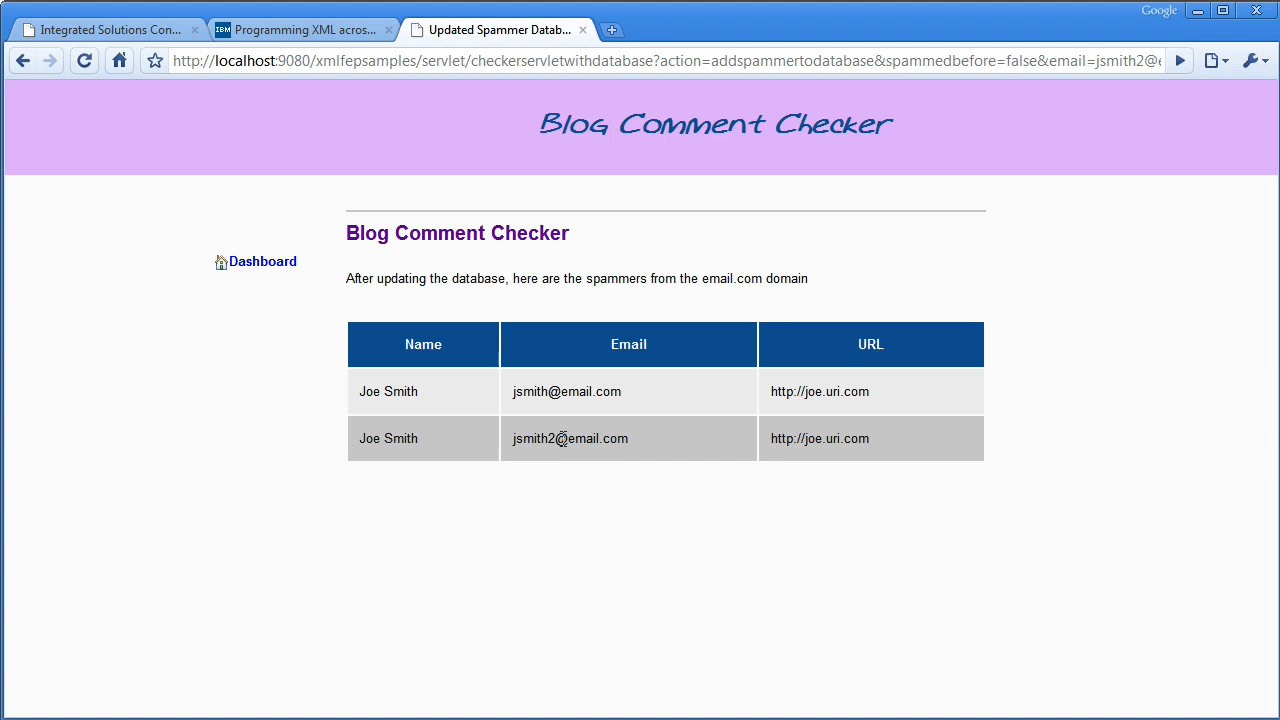 Google
Integrated Solutions Con...
IBM Programming XML across...
Updated Spammer Datab...
http://localhost:9080/xmlfepsamples/servlet/checkerservletwithdatabase?action=addspammertodatabase&spammedbefore=false&email=jsmith2@e
Blog Comment Checker
Blog Comment Checker
Dashboard
After updating the database, here are the spammers from the email.com domain
Name Email URL
Joe Smith jsmith@email.com http://joe.uri.com
Joe Smith jsmith2@email.com http://joe.uri.com